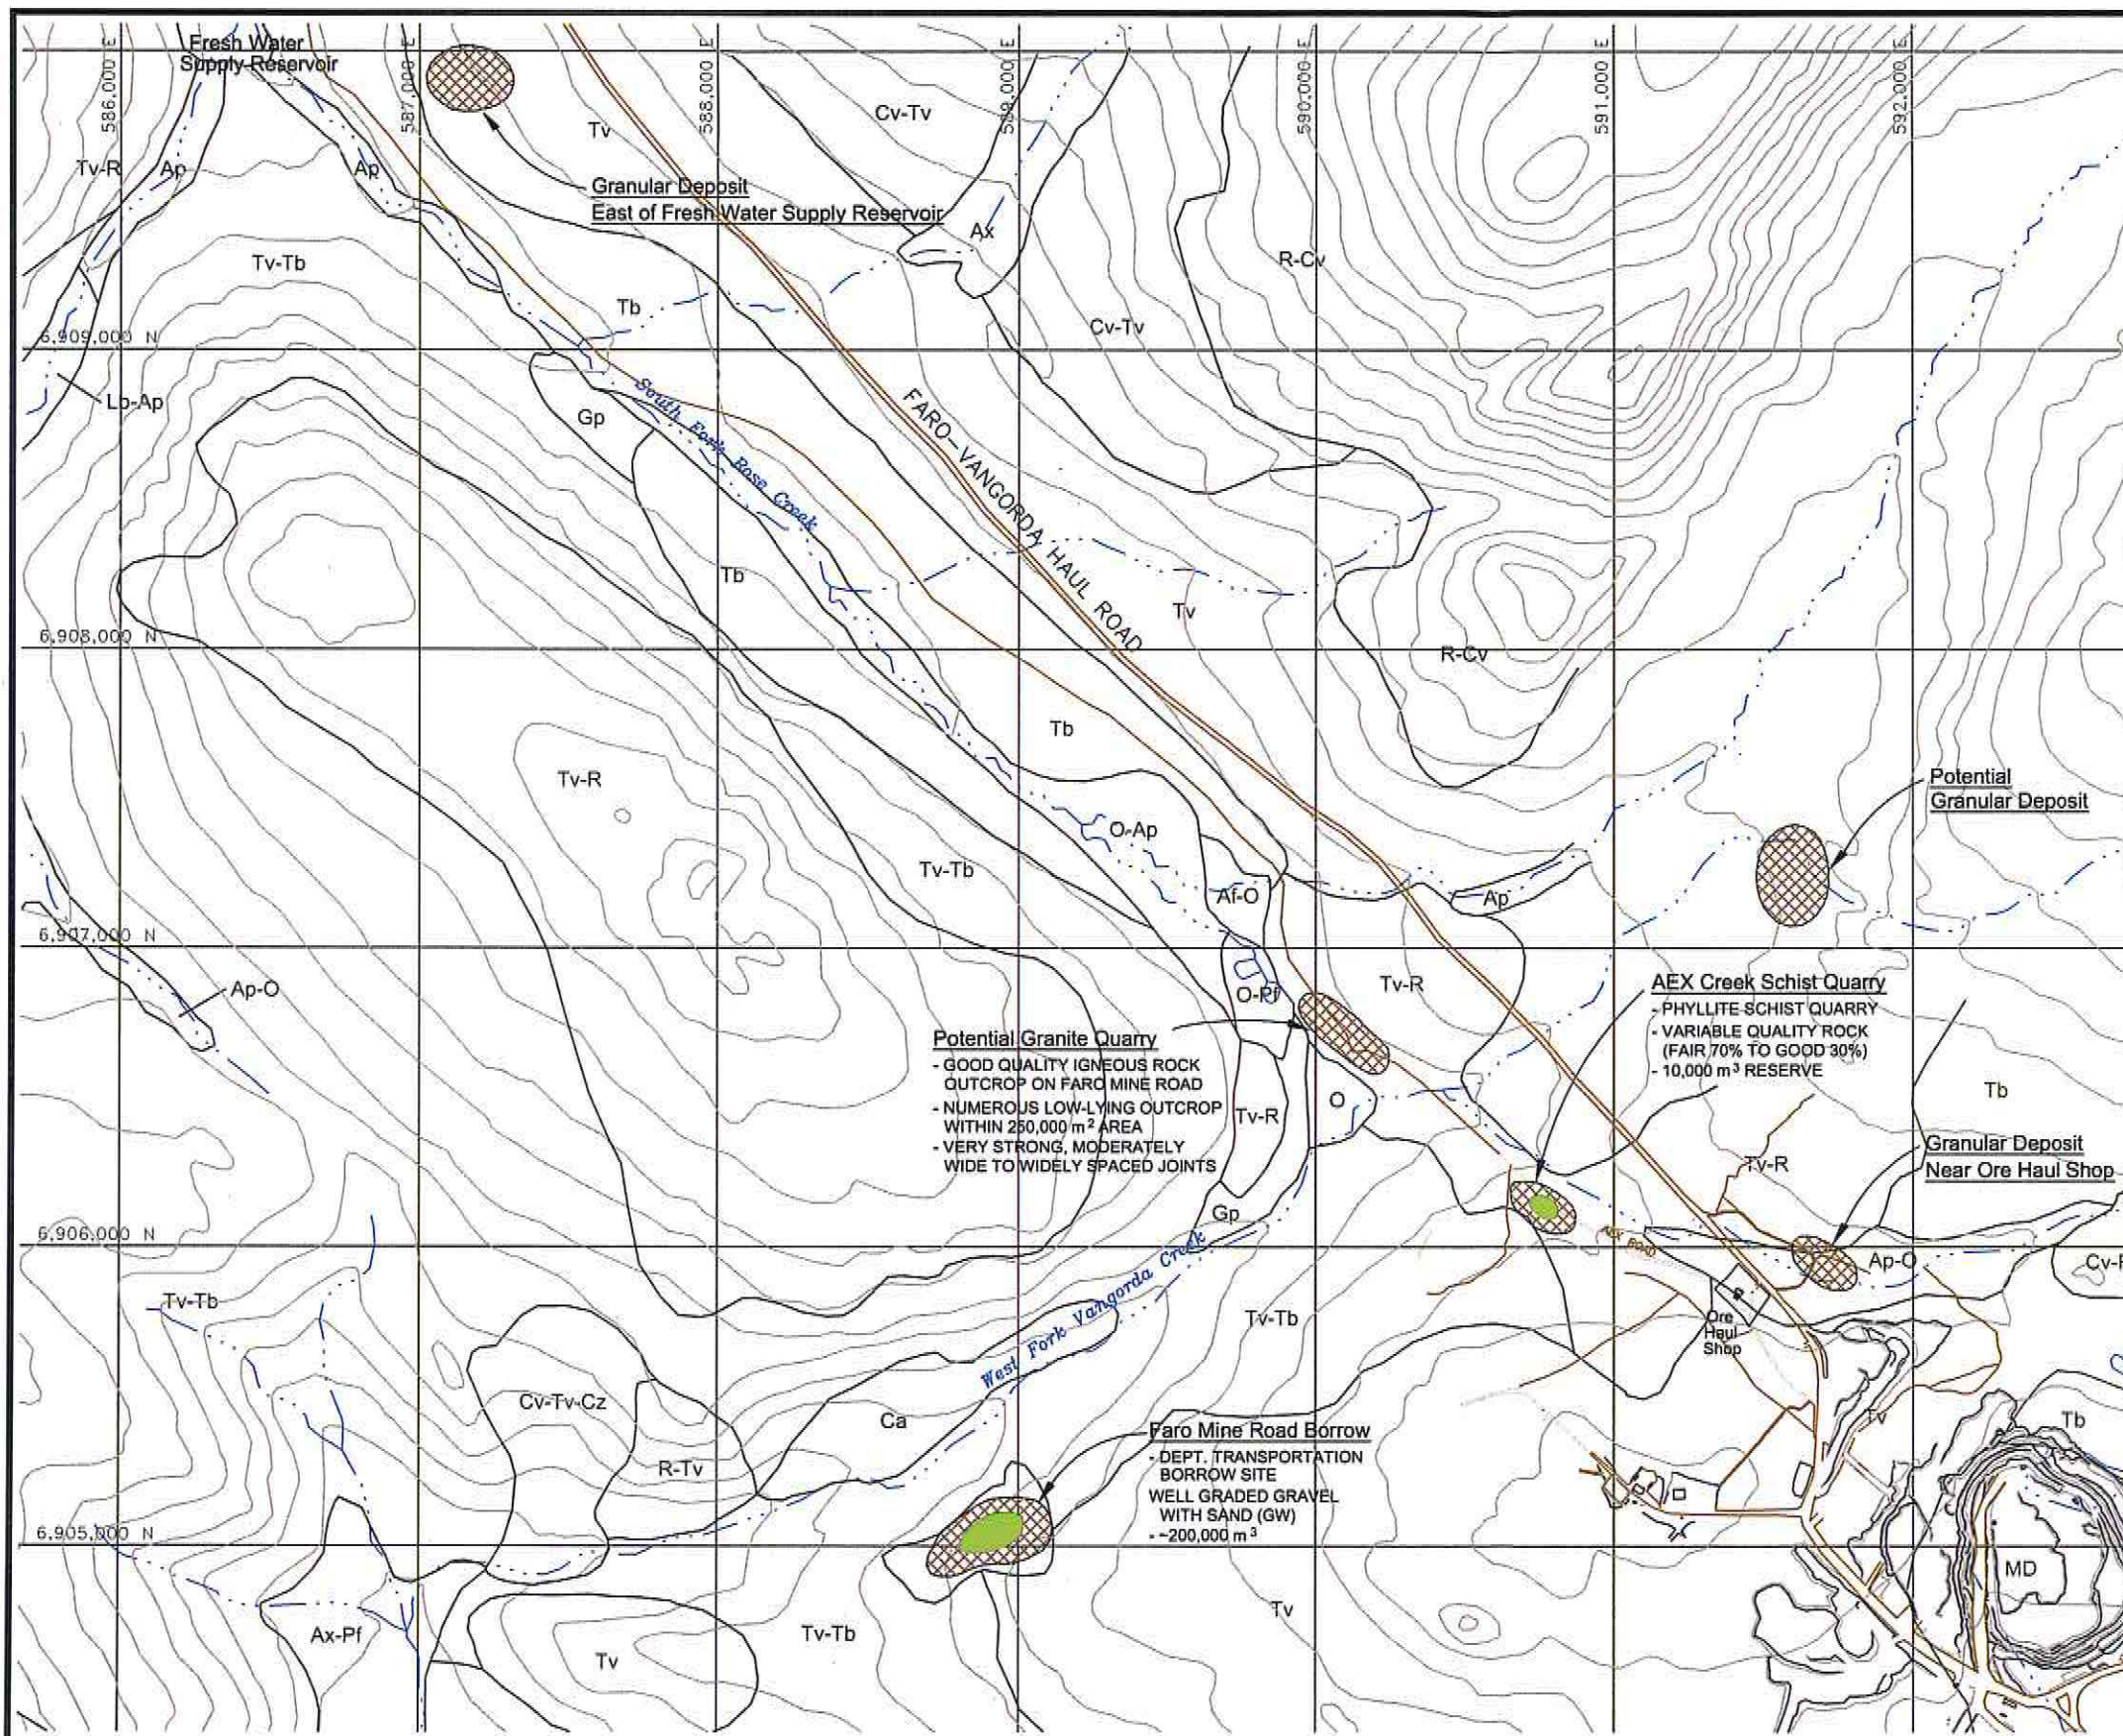 Fresh Water
Supply Reservoir
586,000 E
587,000 E
588,000 E
589,000 E
590,000 E
591,000 E
592,000 E
Tv
Cv-Tv
Tv-R
Ap
Ap
Granular Deposit
East of Fresh Water Supply Reservoir
Ax
R-Cv
Tv-Tb
Tb
Cv-Tv
6,909,000 N
Lb-Ap
Gp
South Fork Rose Creek
FARO-VANGORDA HAUL ROAD
Tb
Tv
6,908,000 N
R-Cv
Tb
Tv-R
Potential
Granular Deposit
O-Ap
Tv-Tb
Af-O
Ap
6,907,000 N
Ap-O
O-Pf
Tv-R
AEX Creek Schist Quarry
- PHYLLITE SCHIST QUARRY
- VARIABLE QUALITY ROCK
(FAIR 70% TO GOOD 30%)
- 10,000 m³ RESERVE
Potential Granite Quarry
- GOOD QUALITY IGNEOUS ROCK
OUTCROP ON FARO MINE ROAD
- NUMEROUS LOW-LYING OUTCROP
WITHIN 250,000 m² AREA
- VERY STRONG, MODERATELY
WIDE TO WIDELY SPACED JOINTS
Tv-R
O
Tb
Granular Deposit
Near Ore Haul Shop
Tv-R
Gp
6,906,000 N
AEX ROAD
Ap-O
West Fork Vangorda Creek
Tv-Tb
Tv-Tb
Ore
Haul
Shop
Cv-Tv-Cz
Ca
Tv
Tb
Faro Mine Road Borrow
- DEPT. TRANSPORTATION
BORROW SITE
WELL GRADED GRAVEL
WITH SAND (GW)
- ~200,000 m³
R-Tv
6,905,000 N
MD
Ax-Pf
Tv
Tv-Tb
Tv